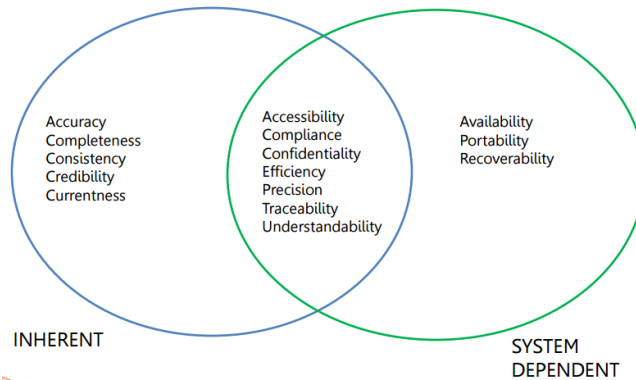 Accuracy
Completeness
Consistency
Credibility
Currentness
Accessibility
Compliance
Confidentiality
Efficiency
Precision
Traceability
Understandability
Availability
Portability
Recoverability
INHERENT
SYSTEM
DEPENDENT